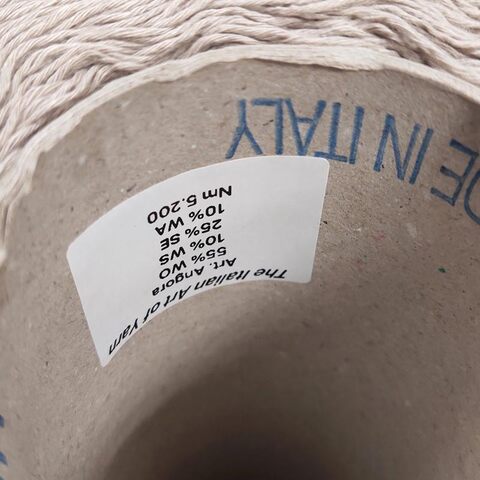 The Italian Art of Yarn
Art. Angora
55% WO
10% WS
25% SE
10% WA
Nm 5.200
DE IN ITALY